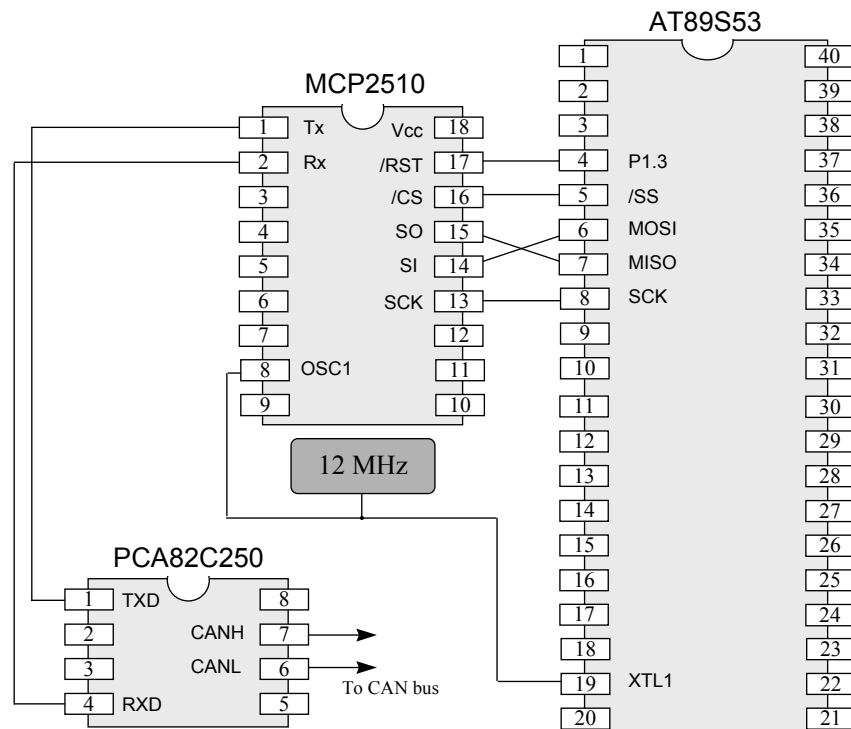 AT89S53
1 40
2 39
3 38
4 P1.3 37
5 /SS 36
6 MOSI 35
7 MISO 34
8 SCK 33
9 32
10 31
11 30
12 29
13 28
14 27
15 26
16 25
17 24
18 23
19 XTL1 22
20 21
MCP2510
1 Tx Vcc 18
2 Rx /RST 17
3 /CS 16
4 SO 15
5 SI 14
6 SCK 13
7 12
8 OSC1 11
9 10
12 MHz
PCA82C250
1 TXD 8
2 CANH 7
3 CANL 6
To CAN bus
4 RXD 5